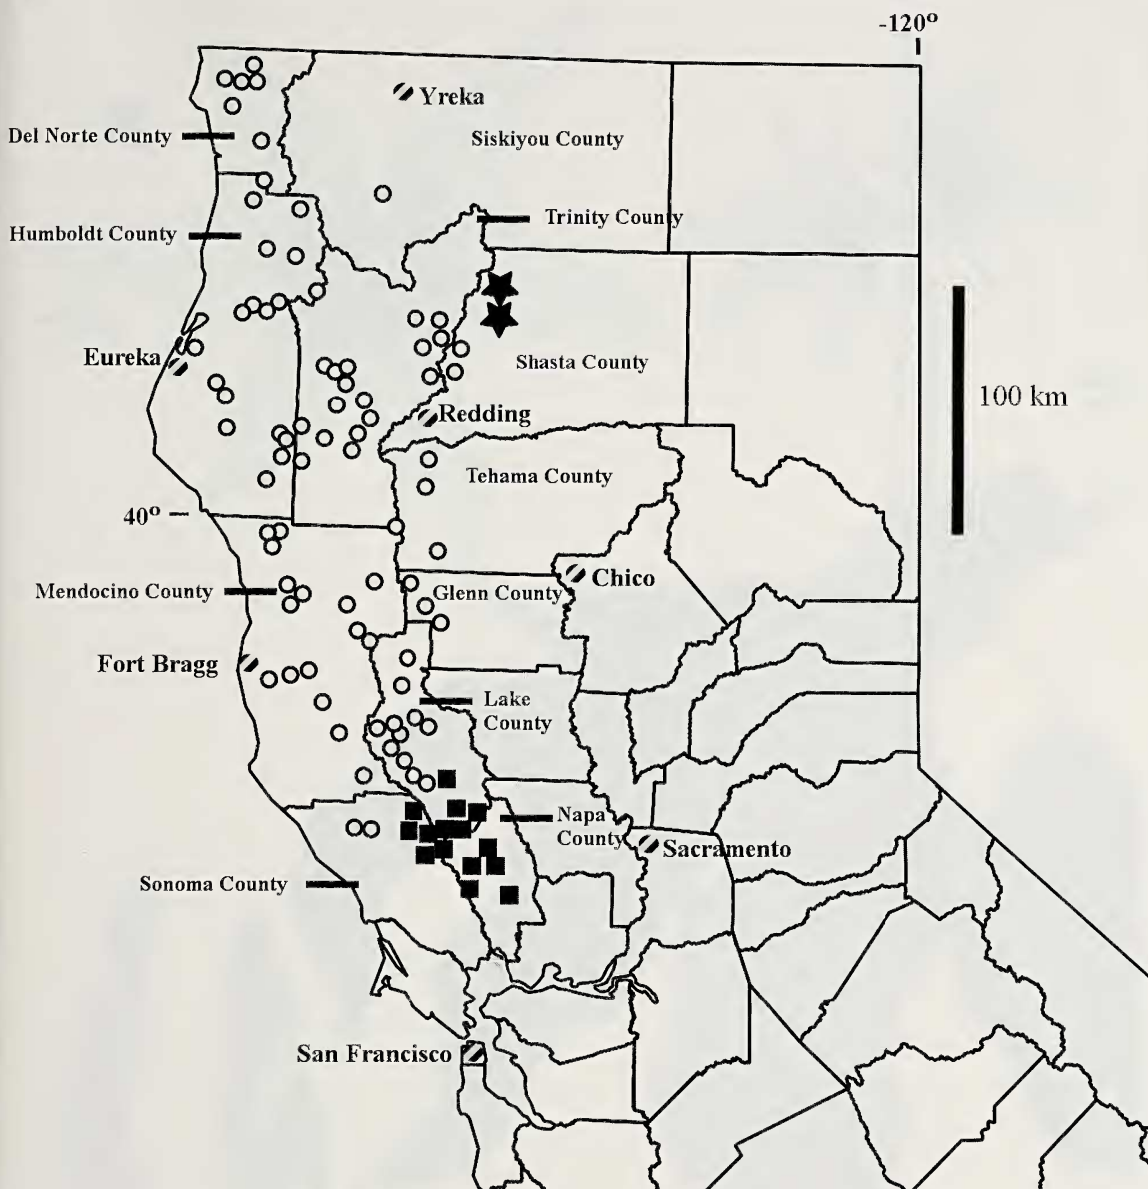 -120°
Yreka
Del Norte County
Siskiyou County
Trinity County
Humboldt County
Eureka
Shasta County
100 km
Redding
Tehama County
40°
Chico
Mendocino County
Glenn County
Fort Bragg
Lake
County
Napa
County
Sacramento
Sonoma County
San Francisco